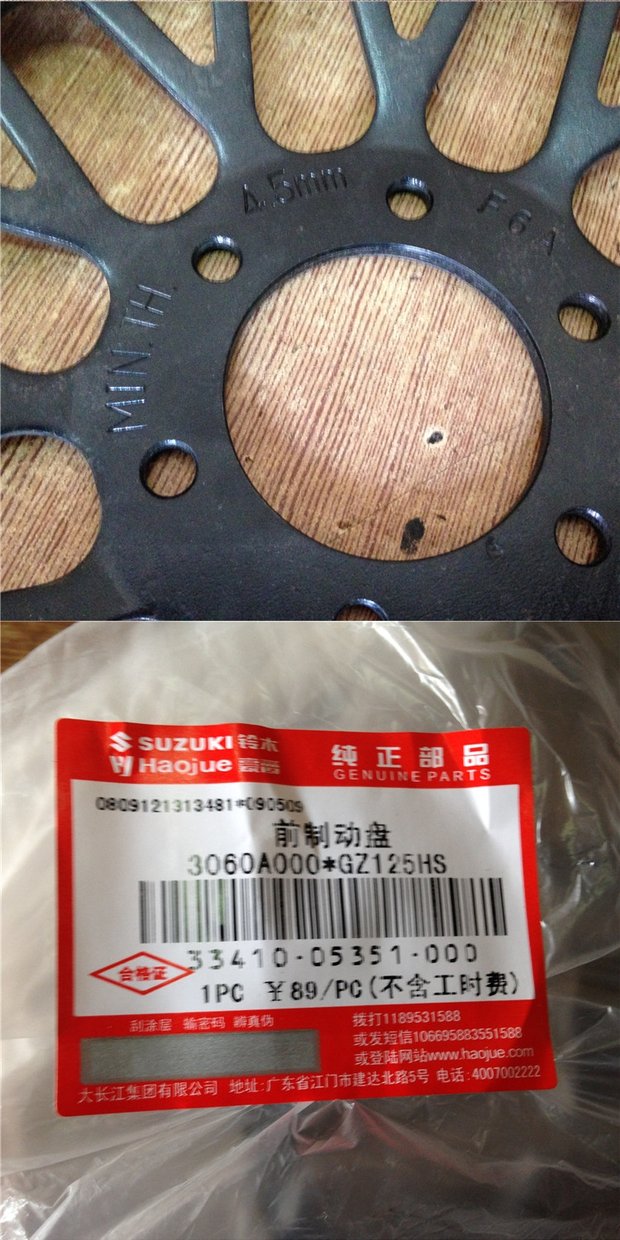 4.5mm
F6A
MIN.TH.
SUZUKI 铃木
Haojue 豪爵
纯正部品
GENUINE PARTS
0809121313481*090509
前制动盘
3060A000*GZ125HS
33410-05351-000
合格证
1PC ¥89/PC(不含工时费)
刮涂层 输密码 辨真伪
拨打1189531588
或发短信106695883551588
或登陆网站www.haojue.com
大长江集团有限公司 地址:广东省江门市建达北路5号 电话:4007002222